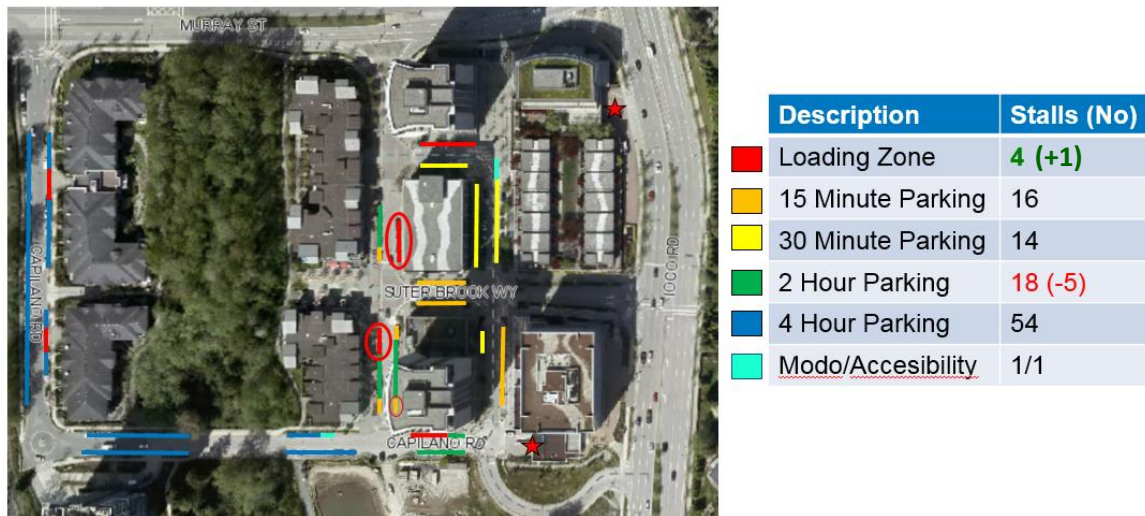 MURRAY ST
CAPILANO RD
IOCO RD
SUTER BROOK WY
CAPILANO RD
Description Stalls (No)
Loading Zone 4 (+1)
15 Minute Parking 16
30 Minute Parking 14
2 Hour Parking 18 (-5)
4 Hour Parking 54
Modo/Accesibility 1/1